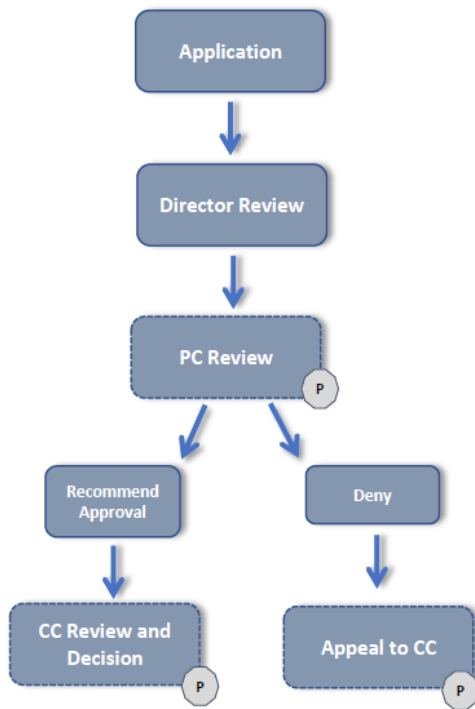 Application
Director Review
PC Review
P
Recommend
Approval
Deny
CC Review and
Decision
P
Appeal to CC
P